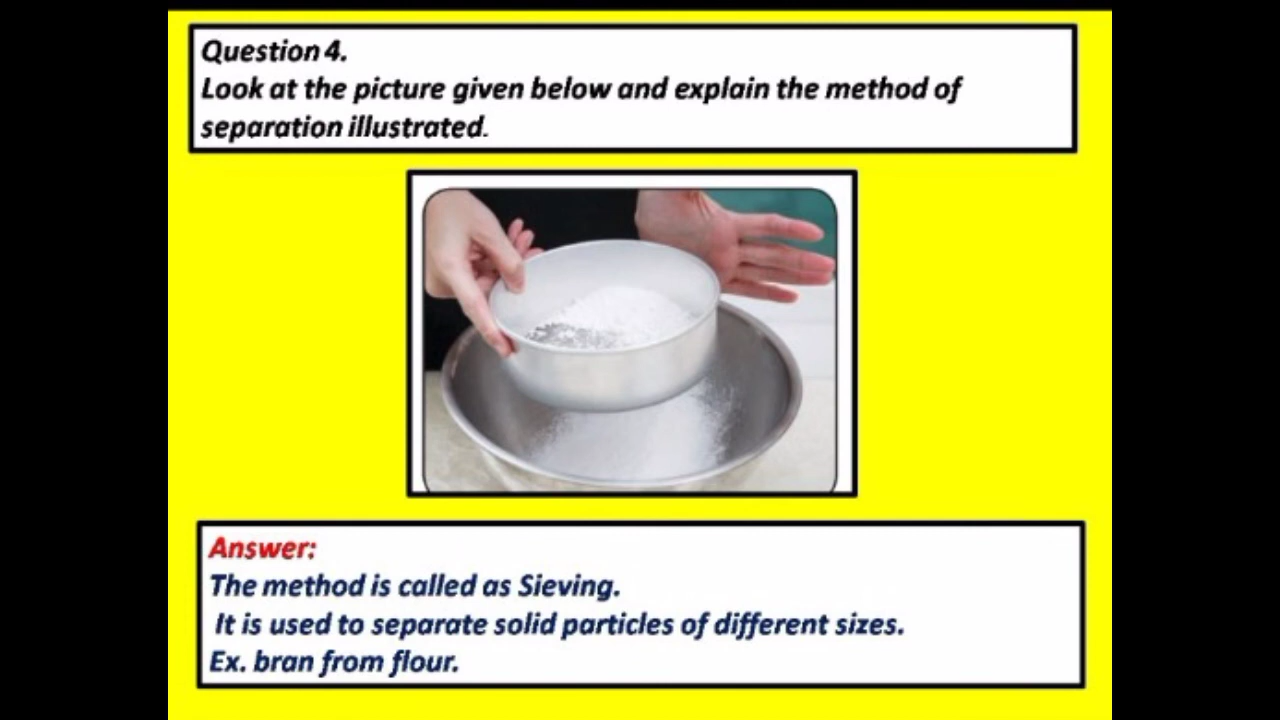 Question 4.
Look at the picture given below and explain the method of
separation illustrated.
Answer:
The method is called as Sieving.
It is used to separate solid particles of different sizes.
Ex. bran from flour.